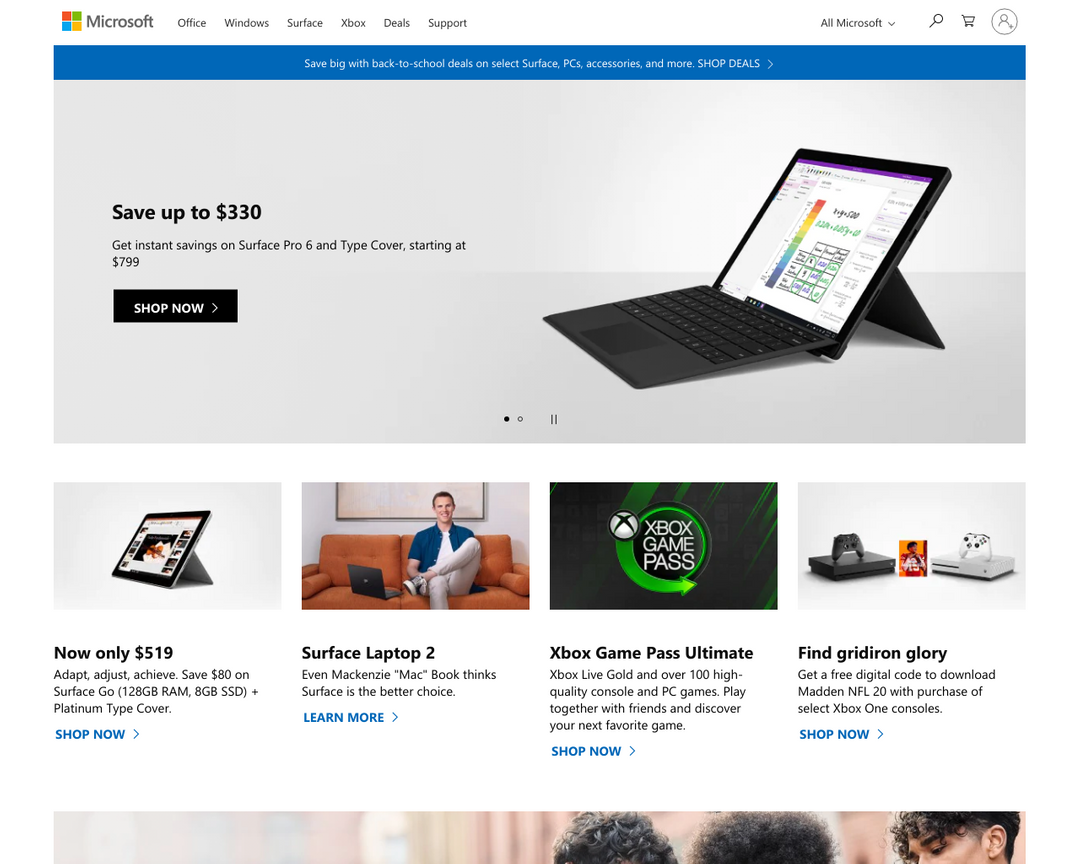 Microsoft
Office Windows Surface Xbox Deals Support
All Microsoft
Save big with back-to-school deals on select Surface, PCs, accessories, and more. SHOP DEALS
Save up to $330
Get instant savings on Surface Pro 6 and Type Cover, starting at
$799
SHOP NOW
XBOX
GAME
PASS
Now only $519
Adapt, adjust, achieve. Save $80 on
Surface Go (128GB RAM, 8GB SSD) +
Platinum Type Cover.
SHOP NOW
Surface Laptop 2
Even Mackenzie "Mac" Book thinks
Surface is the better choice.
LEARN MORE
Xbox Game Pass Ultimate
Xbox Live Gold and over 100 high-
quality console and PC games. Play
together with friends and discover
your next favorite game.
SHOP NOW
Find gridiron glory
Get a free digital code to download
Madden NFL 20 with purchase of
select Xbox One consoles.
SHOP NOW